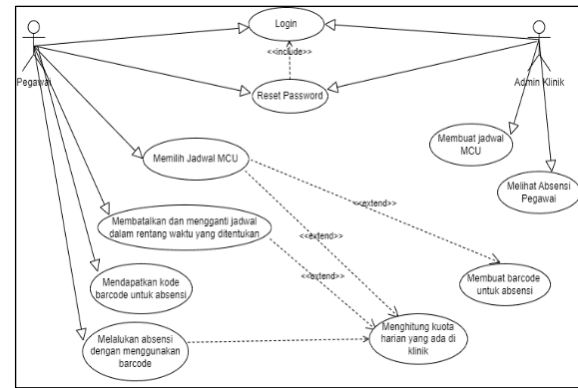 Login
<<include>>
Pegawai
Admin Klinik
Reset Password
Membuat jadwal
MCU
Memilih Jadwal MCU
Melihat Absensi
Pegawai
<<extend>>
Membatalkan dan mengganti jadwal
dalam rentang waktu yang ditentukan
<<extend>>
<<extend>>
Mendapatkan kode
barcode untuk absensi
Membuat barcode
untuk absensi
Melalukan absensi
dengan menggunakan
barcode
Menghitung kuota
harian yang ada di
klinik